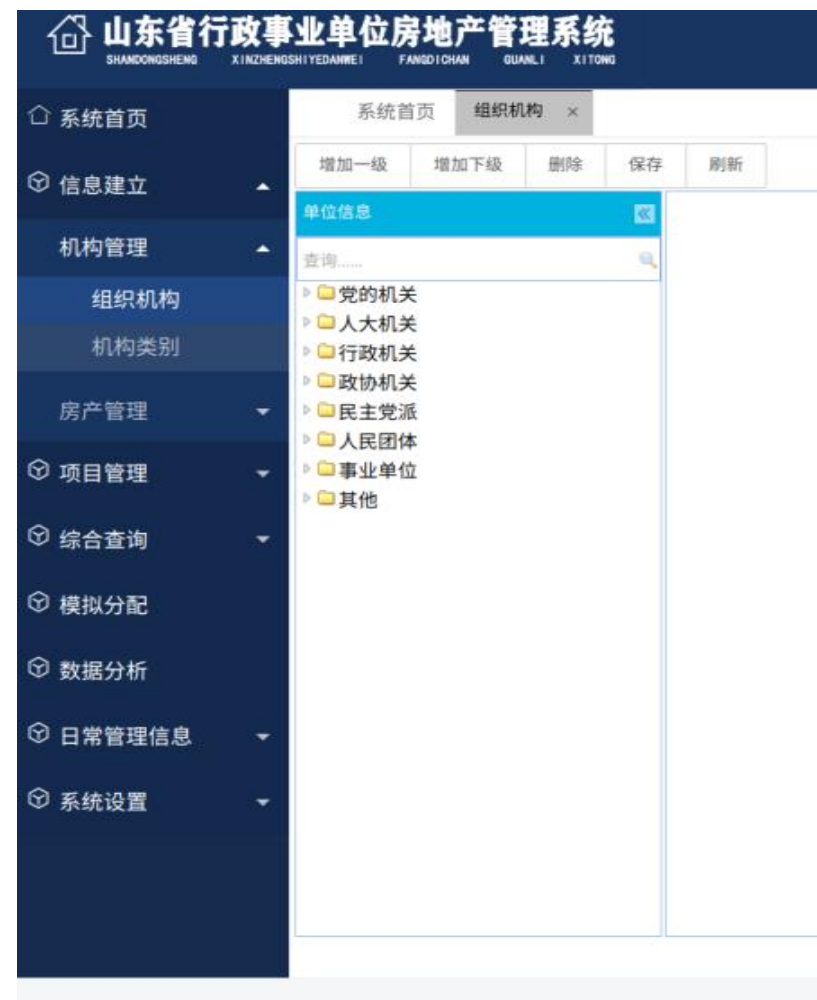 山东省行政事业单位房地产管理系统
SHANDONGSHENG XINZHENGSHIYEDANWEI FANGDICHAN GUANLI XITONG
系统首页
信息建立
机构管理
组织机构
机构类别
房产管理
项目管理
综合查询
模拟分配
数据分析
日常管理信息
系统设置
系统首页 组织机构 ×
增加一级 增加下级 删除 保存 刷新
单位信息
查询......
党的机关
人大机关
行政机关
政协机关
民主党派
人民团体
事业单位
其他